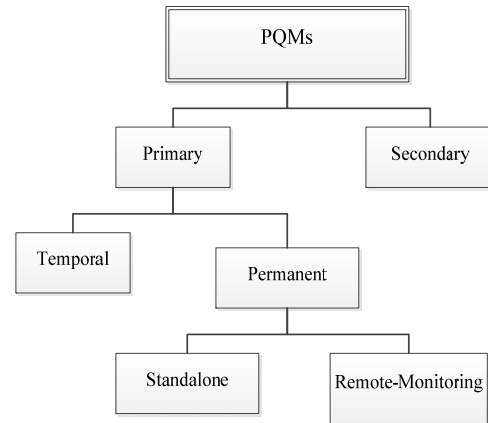 PQMs
Primary
Secondary
Temporal
Permanent
Standalone
Remote-Monitoring